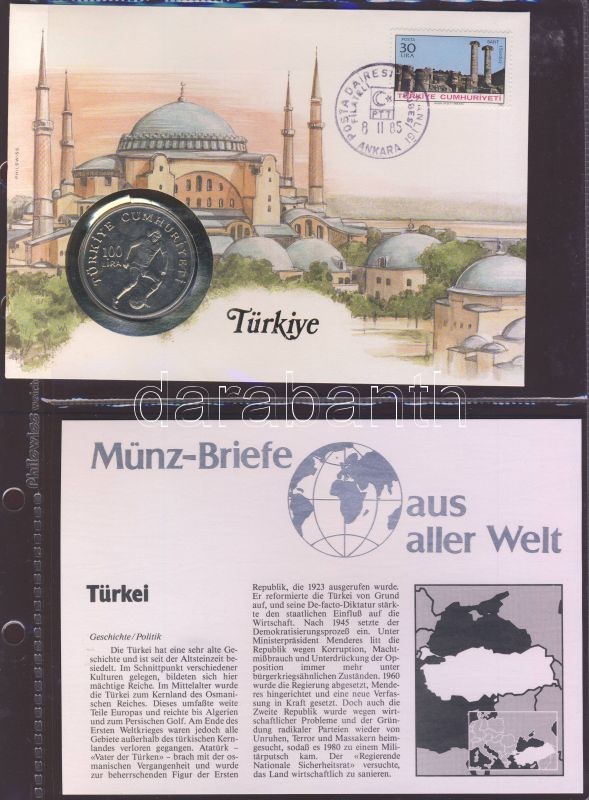 POSTA
30
LİRA
SART
TÜRKİYE CUMHURİYETİ
POSTA DAİRESİ
FİLATELİ
PTT
8 II 85
ANKARA
PHILSWISS
TÜRKİYE CUMHURİYETİ
100
LİRA
Türkiye
darabanth
Philswiss
Münz-Briefe
aus
aller Welt
Türkei
Geschichte/Politik
Die Türkei hat eine sehr alte Ge-
schichte und ist seit der Altsteinzeit be-
siedelt. Im Schnittpunkt verschiedener
Kulturen gelegen, bildeten sich hier
mächtige Reiche. Im Mittelalter wurde
die Türkei zum Kernland des Osmani-
schen Reiches. Dieses umfaßte weite
Teile Europas und reichte bis Algerien
und zum Persischen Golf. Am Ende des
Ersten Weltkrieges waren jedoch alle
Gebiete außerhalb des türkischen Kern-
landes verloren gegangen. Atatürk –
«Vater der Türken» – brach mit der os-
manischen Vergangenheit und wurde
zur beherrschenden Figur der Ersten
Republik, die 1923 ausgerufen wurde.
Er reformierte die Türkei von Grund
auf, und seine De-facto-Diktatur stärk-
te den staatlichen Einfluß auf die
Wirtschaft. Nach 1945 setzte der
Demokratisierungsprozeß ein. Unter
Ministerpräsident Menderes litt die
Republik wegen Korruption, Macht-
mißbrauch und Unterdrückung der Op-
position immer mehr unter
bürgerkriegsähnlichen Zuständen. 1960
wurde die Regierung abgesetzt, Mende-
res hingerichtet und eine neue Verfas-
sung in Kraft gesetzt. Doch auch die
Zweite Republik wurde wegen wirt-
schaftlicher Probleme und der Grün-
dung radikaler Parteien wieder von
Unruhen, Terror und Massakern heim-
gesucht, sodaß es 1980 zu einem Mili-
tärputsch kam. Der «Regierende
Nationale Sicherheitsrat» versuchte,
das Land wirtschaftlich zu sanieren.